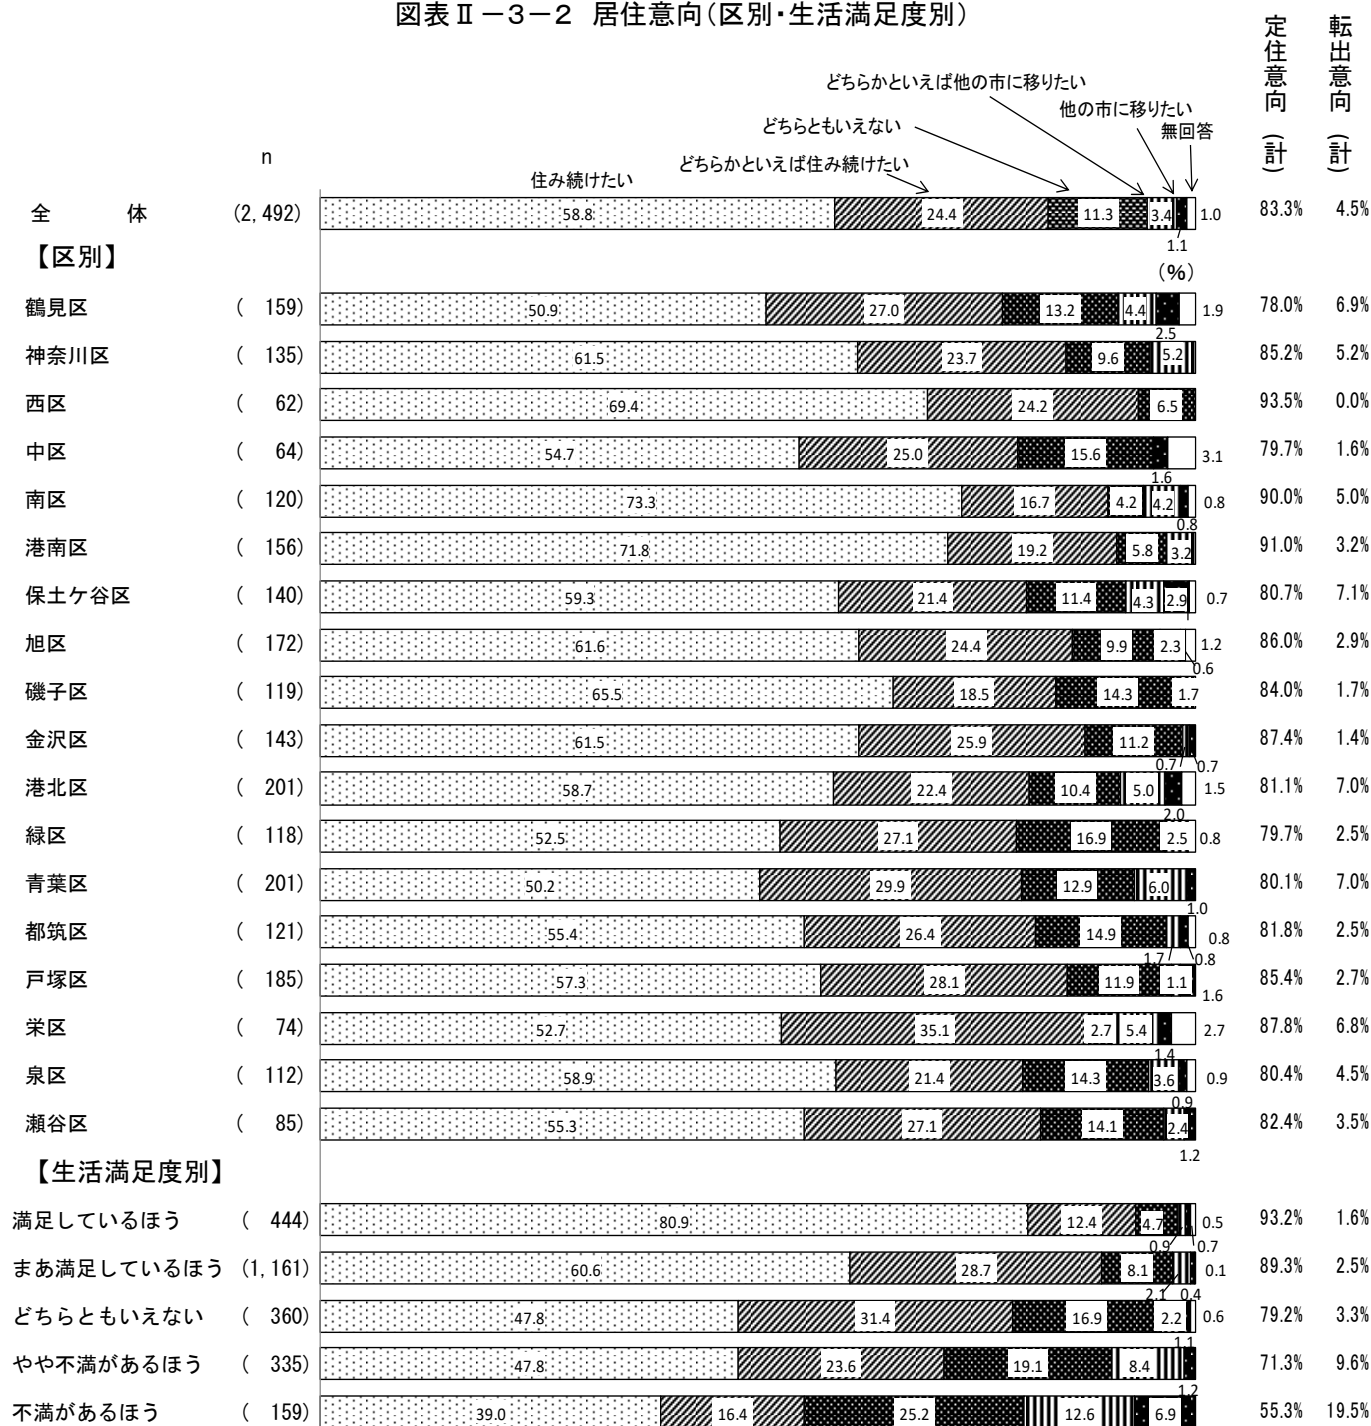 図表Ⅱ－3－2 居住意向（区別・生活満足度別）
定住意向（計）
転出意向（計）
どちらかといえば他の市に移りたい
他の市に移りたい
どちらともいえない
無回答
n
どちらかといえば住み続けたい
住み続けたい
全 体 (2,492) 58.8 24.4 11.3 3.4 1.0 83.3% 4.5%
1.1
【区別】
(%)
鶴見区 ( 159) 50.9 27.0 13.2 4.4 1.9 78.0% 6.9%
2.5
神奈川区 ( 135) 61.5 23.7 9.6 5.2 85.2% 5.2%
西区 ( 62) 69.4 24.2 6.5 93.5% 0.0%
中区 ( 64) 54.7 25.0 15.6 3.1 79.7% 1.6%
1.6
南区 ( 120) 73.3 16.7 4.2 4.2 0.8 90.0% 5.0%
0.8
港南区 ( 156) 71.8 19.2 5.8 3.2 91.0% 3.2%
保土ケ谷区 ( 140) 59.3 21.4 11.4 4.3 2.9 0.7 80.7% 7.1%
旭区 ( 172) 61.6 24.4 9.9 2.3 1.2 86.0% 2.9%
0.6
磯子区 ( 119) 65.5 18.5 14.3 1.7 84.0% 1.7%
金沢区 ( 143) 61.5 25.9 11.2 87.4% 1.4%
0.7 0.7
港北区 ( 201) 58.7 22.4 10.4 5.0 1.5 81.1% 7.0%
2.0
緑区 ( 118) 52.5 27.1 16.9 2.5 0.8 79.7% 2.5%
青葉区 ( 201) 50.2 29.9 12.9 6.0 80.1% 7.0%
1.0
都筑区 ( 121) 55.4 26.4 14.9 0.8 81.8% 2.5%
1.7 0.8
戸塚区 ( 185) 57.3 28.1 11.9 1.1 85.4% 2.7%
1.6
栄区 ( 74) 52.7 35.1 2.7 5.4 2.7 87.8% 6.8%
1.4
泉区 ( 112) 58.9 21.4 14.3 3.6 0.9 80.4% 4.5%
0.9
瀬谷区 ( 85) 55.3 27.1 14.1 2.4 82.4% 3.5%
1.2
【生活満足度別】
満足しているほう ( 444) 80.9 12.4 4.7 0.5 93.2% 1.6%
0.9 0.7
まあ満足しているほう (1,161) 60.6 28.7 8.1 0.1 89.3% 2.5%
2.1 0.4
どちらともいえない ( 360) 47.8 31.4 16.9 2.2 0.6 79.2% 3.3%
1.1
やや不満があるほう ( 335) 47.8 23.6 19.1 8.4 71.3% 9.6%
1.2
不満があるほう ( 159) 39.0 16.4 25.2 12.6 6.9 55.3% 19.5%